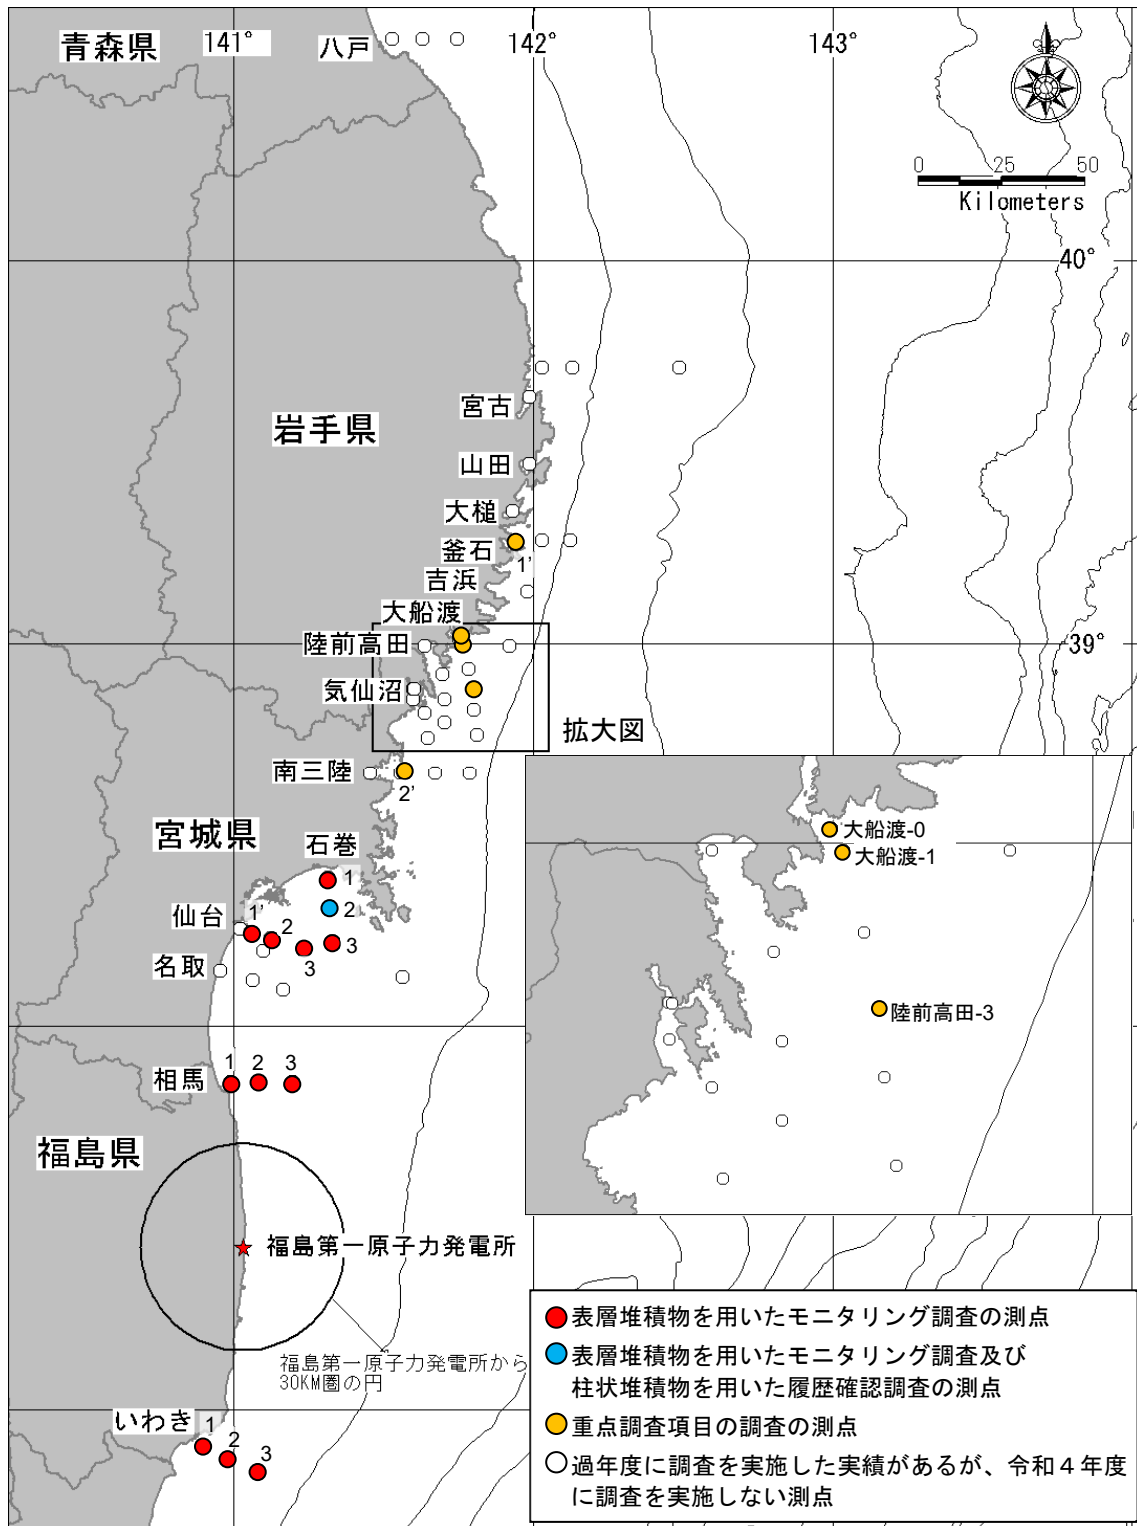 青森県
141°
八戸
142°
143°
0 25 50
Kilometers
40°
宮古
岩手県
山田
大槌
釜石
1'
吉浜
大船渡
陸前高田
39°
気仙沼
拡大図
南三陸
2'
宮城県
石巻
1
仙台
1'
2
2
3
3
名取
大船渡-0
大船渡-1
陸前高田-3
相馬
1
2
3
福島県
福島第一原子力発電所
福島第一原子力発電所から
30KM圏の円
いわき
1
2
3
表層堆積物を用いたモニタリング調査の測点
表層堆積物を用いたモニタリング調査及び
柱状堆積物を用いた履歴確認調査の測点
重点調査項目の調査の測点
過年度に調査を実施した実績があるが、令和４年度
に調査を実施しない測点